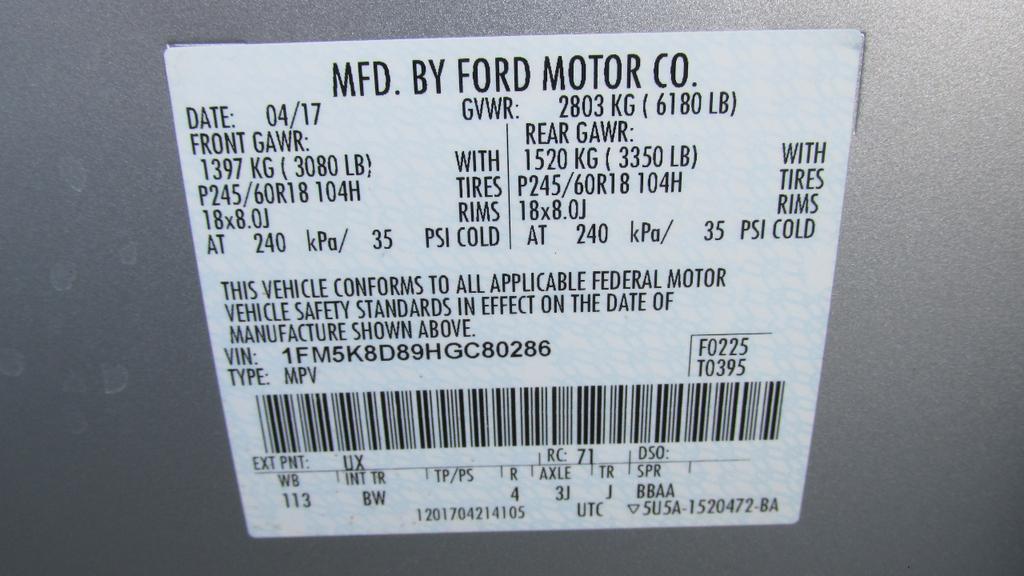 MFD. BY FORD MOTOR CO.
DATE: 04/17 GVWR: 2803 KG ( 6180 LB)
FRONT GAWR: REAR GAWR:
1397 KG ( 3080 LB) WITH 1520 KG ( 3350 LB) WITH
P245/60R18 104H TIRES P245/60R18 104H TIRES
18x8.0J RIMS 18x8.0J RIMS
AT 240 kPa/ 35 PSI COLD AT 240 kPa/ 35 PSI COLD
THIS VEHICLE CONFORMS TO ALL APPLICABLE FEDERAL MOTOR
VEHICLE SAFETY STANDARDS IN EFFECT ON THE DATE OF
MANUFACTURE SHOWN ABOVE.
VIN: 1FM5K8D89HGC80286 F0225
TYPE: MPV T0395
EXT PNT: UX RC: 71 DSO:
WB INT TR TP/PS R AXLE TR SPR
113 BW 4 3J J BBAA
1201704214105 UTC ▽5U5A-1520472-BA